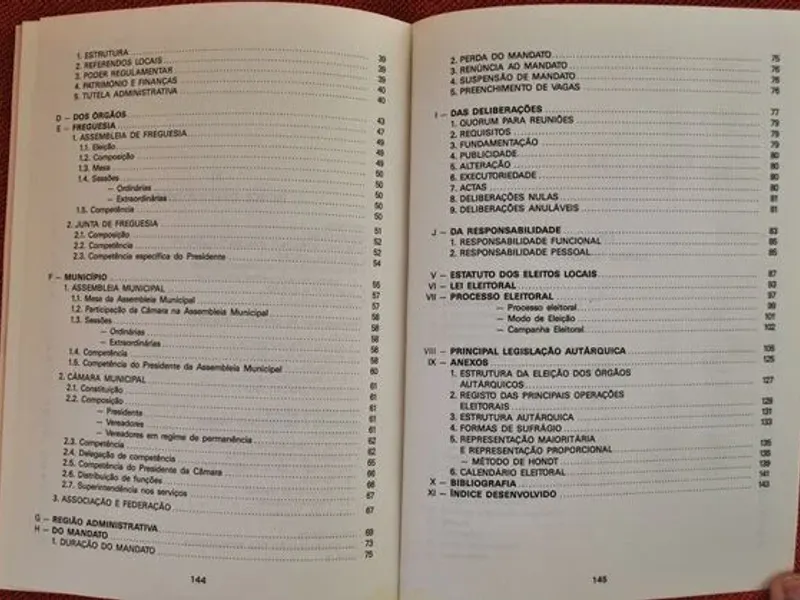 1. ESTRUTURA 39
2. REFERENDOS LOCAIS 39
3. PODER REGULAMENTAR 39
4. PATRIMÓNIO E FINANÇAS 40
5. TUTELA ADMINISTRATIVA 40
D — DOS ÓRGÃOS 43
E — FREGUESIA 47
1. ASSEMBLEIA DE FREGUESIA 49
1.1. Eleição 49
1.2. Composição 49
1.3. Mesa 50
1.4. Sessões 50
— Ordinárias 50
— Extraordinárias 50
1.5. Competência 50
2. JUNTA DE FREGUESIA 51
2.1. Composição 52
2.2. Competência 52
2.3. Competência específica do Presidente 54
F — MUNICÍPIO
1. ASSEMBLEIA MUNICIPAL 57
1.1. Mesa da Assembleia Municipal 57
1.2. Participação da Câmara na Assembleia Municipal 58
1.3. Sessões 58
— Ordinárias 58
— Extraordinárias 58
1.4. Competência
1.5. Competência do Presidente da Assembleia Municipal 60
2. CÂMARA MUNICIPAL 61
2.1. Constituição 61
2.2. Composição 61
— Presidente 61
— Vereadores 61
— Vereadores em regime de permanência 62
2.3. Competência 62
2.4. Delegação de competência 65
2.5. Competência do Presidente da Câmara 66
2.6. Distribuição de funções 66
2.7. Superintendência nos serviços 67
3. ASSOCIAÇÃO E FEDERAÇÃO 67
G — REGIÃO ADMINISTRATIVA 69
H — DO MANDATO 73
1. DURAÇÃO DO MANDATO 75
144
2. PERDA DO MANDATO 75
3. RENÚNCIA AO MANDATO 76
4. SUSPENSÃO DE MANDATO 76
5. PREENCHIMENTO DE VAGAS 76
I — DAS DELIBERAÇÕES 77
1. QUORUM PARA REUNIÕES 79
2. REQUISITOS 79
3. FUNDAMENTAÇÃO 79
4. PUBLICIDADE 80
5. ALTERAÇÃO 80
6. EXECUTORIEDADE 80
7. ACTAS 80
8. DELIBERAÇÕES NULAS 81
9. DELIBERAÇÕES ANULÁVEIS 81
J — DA RESPONSABILIDADE 83
1. RESPONSABILIDADE FUNCIONAL 85
2. RESPONSABILIDADE PESSOAL 85
V — ESTATUTO DOS ELEITOS LOCAIS 87
VI — LEI ELEITORAL 93
VII — PROCESSO ELEITORAL 97
— Processo eleitoral 99
— Modo de Eleição 101
— Campanha Eleitoral 102
VIII — PRINCIPAL LEGISLAÇÃO AUTÁRQUICA 105
IX — ANEXOS 125
1. ESTRUTURA DA ELEIÇÃO DOS ÓRGÃOS
AUTÁRQUICOS 127
2. REGISTO DAS PRINCIPAIS OPERAÇÕES
ELEITORAIS 129
3. ESTRUTURA AUTÁRQUICA 131
4. FORMAS DE SUFRÁGIO 133
5. REPRESENTAÇÃO MAIORITÁRIA
E REPRESENTAÇÃO PROPORCIONAL 135
— MÉTODO DE HONDT
6. CALENDÁRIO ELEITORAL 139
X — BIBLIOGRAFIA 141
XI — ÍNDICE DESENVOLVIDO 143
145